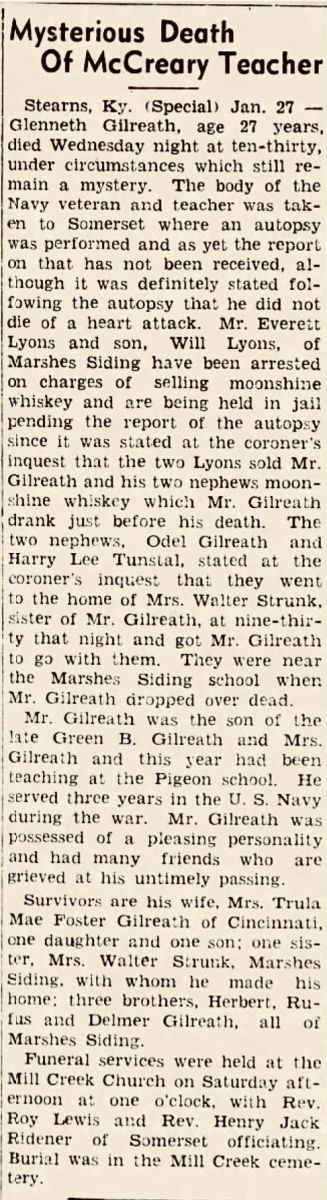 Mysterious Death
Of McCreary Teacher
Stearns, Ky. (Special) Jan. 27 —
Glenneth Gilreath, age 27 years,
died Wednesday night at ten-thirty,
under circumstances which still re-
main a mystery. The body of the
Navy veteran and teacher was tak-
en to Somerset where an autopsy
was performed and as yet the report
on that has not been received, al-
though it was definitely stated fol-
lowing the autopsy that he did not
die of a heart attack. Mr. Everett
Lyons and son, Will Lyons, of
Marshes Siding have been arrested
on charges of selling moonshine
whiskey and are being held in jail
pending the report of the autopsy
since it was stated at the coroner's
inquest that the two Lyons sold Mr.
Gilreath and his two nephews moon-
shine whiskey which Mr. Gilreath
drank just before his death. The
two nephews, Odel Gilreath and
Harry Lee Tunstal, stated at the
coroner's inquest that they went
to the home of Mrs. Walter Strunk,
sister of Mr. Gilreath, at nine-thir-
ty that night and got Mr. Gilreath
to go with them. They were near
the Marshes Siding school when
Mr. Gilreath dropped over dead.
Mr. Gilreath was the son of the
late Green B. Gilreath and Mrs.
Gilreath and this year had been
teaching at the Pigeon school. He
served three years in the U. S. Navy
during the war. Mr. Gilreath was
possessed of a pleasing personality
and had many friends who are
grieved at his untimely passing.
Survivors are his wife, Mrs. Trula
Mae Foster Gilreath of Cincinnati,
one daughter and one son; one sis-
ter, Mrs. Walter Strunk, Marshes
Siding, with whom he made his
home; three brothers, Herbert, Ru-
fus and Delmer Gilreath, all of
Marshes Siding.
Funeral services were held at the
Mill Creek Church on Saturday aft-
ernoon at one o'clock, with Rev.
Roy Lewis and Rev. Henry Jack
Ridener of Somerset officiating.
Burial was in the Mill Creek ceme-
tery.